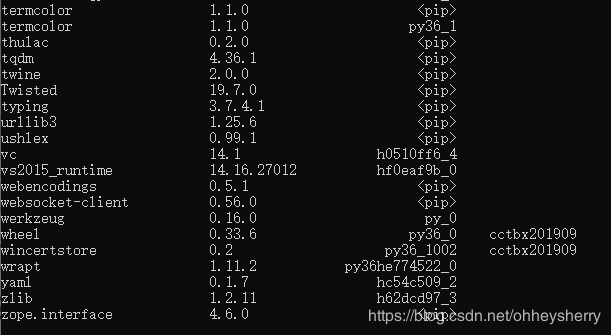 termcolor 1.1.0 <pip>
termcolor 1.1.0 py36_1
thulac 0.2.0 <pip>
tqdm 4.36.1 <pip>
twine 2.0.0 <pip>
Twisted 19.7.0 <pip>
typing 3.7.4.1 <pip>
urllib3 1.25.6 <pip>
ushlex 0.99.1 <pip>
vc 14.1 h0510ff6_4
vs2015_runtime 14.16.27012 hf0eaf9b_0
webencodings 0.5.1 <pip>
websocket-client 0.56.0 <pip>
werkzeug 0.16.0 py_0
wheel 0.33.6 py36_0 cctbx201909
wincertstore 0.2 py36_1002 cctbx201909
wrapt 1.11.2 py36he774522_0
yaml 0.1.7 hc54c509_2
zlib 1.2.11 h62dcd97_3
zope.interface 4.6.0 <pip>
https://blog.csdn.net/ohheysherry